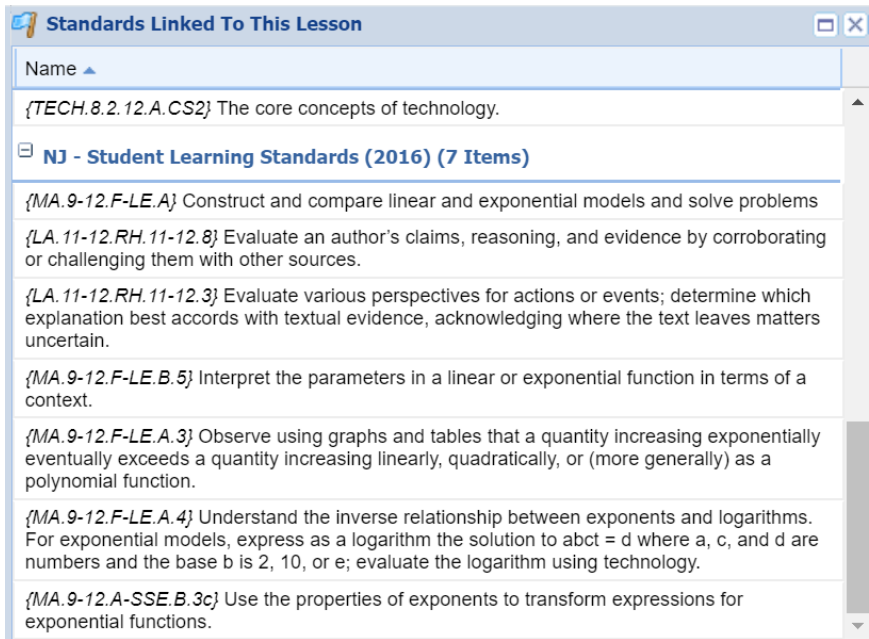 Standards Linked To This Lesson
Name
{TECH.8.2.12.A.CS2} The core concepts of technology.
NJ - Student Learning Standards (2016) (7 Items)
{MA.9-12.F-LE.A} Construct and compare linear and exponential models and solve problems
{LA.11-12.RH.11-12.8} Evaluate an author's claims, reasoning, and evidence by corroborating
or challenging them with other sources.
{LA.11-12.RH.11-12.3} Evaluate various perspectives for actions or events; determine which
explanation best accords with textual evidence, acknowledging where the text leaves matters
uncertain.
{MA.9-12.F-LE.B.5} Interpret the parameters in a linear or exponential function in terms of a
context.
{MA.9-12.F-LE.A.3} Observe using graphs and tables that a quantity increasing exponentially
eventually exceeds a quantity increasing linearly, quadratically, or (more generally) as a
polynomial function.
{MA.9-12.F-LE.A.4} Understand the inverse relationship between exponents and logarithms.
For exponential models, express as a logarithm the solution to abct = d where a, c, and d are
numbers and the base b is 2, 10, or e; evaluate the logarithm using technology.
{MA.9-12.A-SSE.B.3c} Use the properties of exponents to transform expressions for
exponential functions.